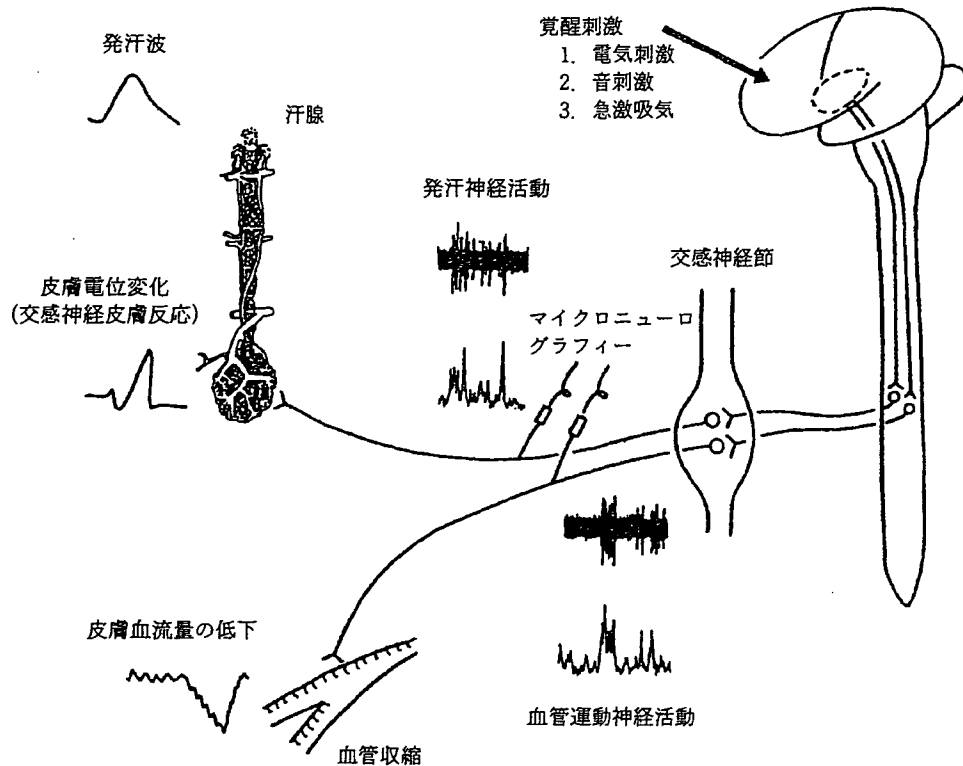 発汗波
覚醒刺激
1. 電気刺激
2. 音刺激
3. 急激吸気
汗腺
発汗神経活動
交感神経節
皮膚電位変化
(交感神経皮膚反応)
マイクロニューロ
グラフィー
皮膚血流量の低下
血管運動神経活動
血管収縮